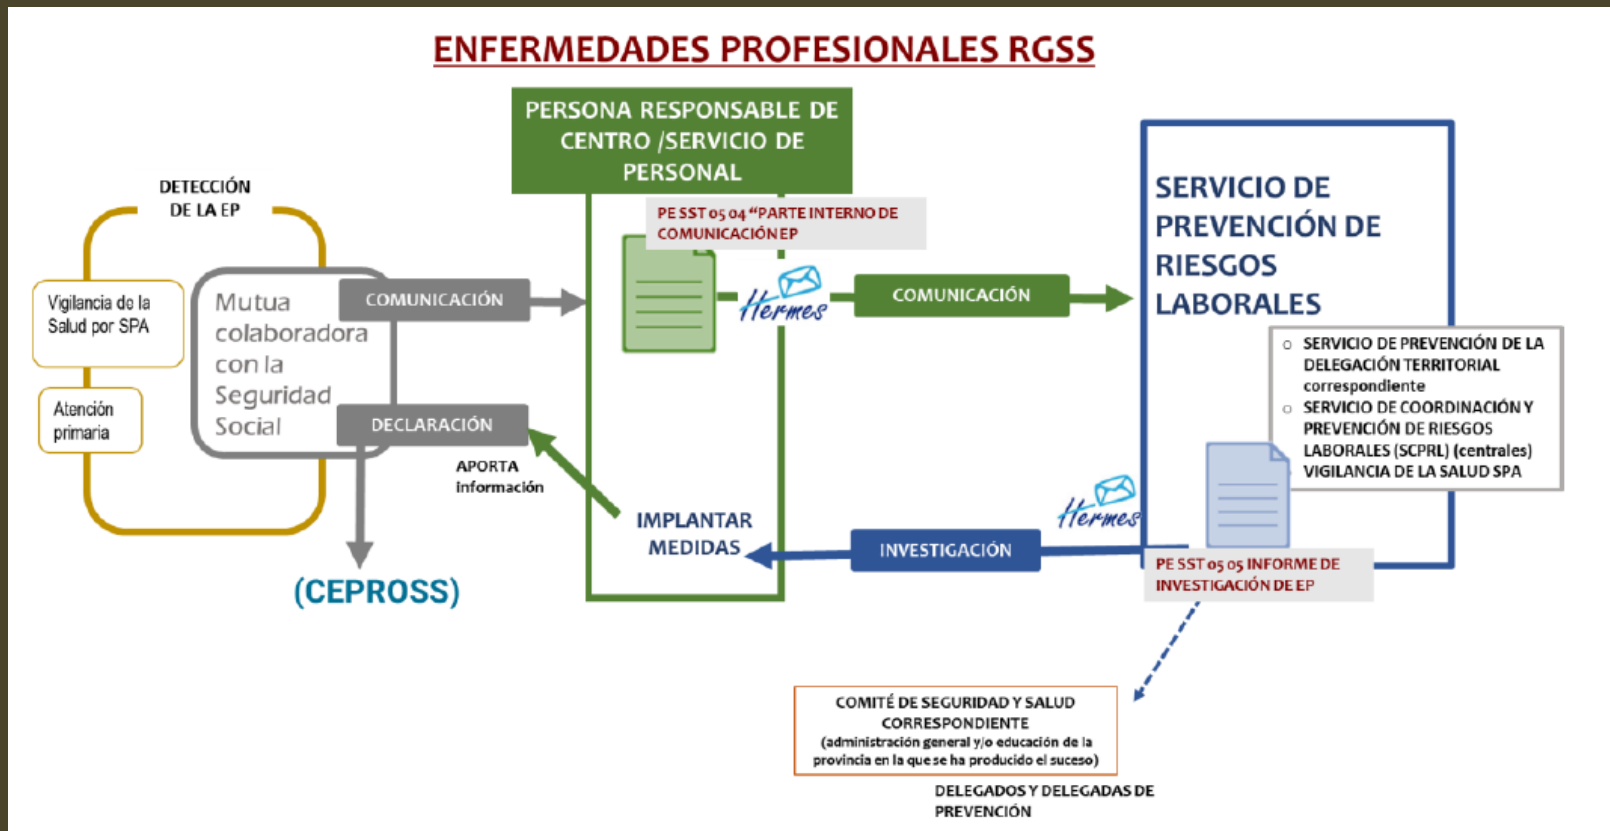 ENFERMEDADES PROFESIONALES RGSS
PERSONA RESPONSABLE DE
CENTRO /SERVICIO DE
PERSONAL
DETECCIÓN
DE LA EP
Vigilancia de la
Salud por SPA
Atención
primaria
Mutua
colaboradora
con la
Seguridad
Social
COMUNICACIÓN
DECLARACIÓN
APORTA
información
(CEPROSS)
PE SST 05 04 “PARTE INTERNO DE
COMUNICACIÓN EP
Hermes
COMUNICACIÓN
IMPLANTAR
MEDIDAS
INVESTIGACIÓN
Hermes
SERVICIO DE
PREVENCIÓN DE
RIESGOS
LABORALES
o SERVICIO DE PREVENCIÓN DE LA
DELEGACIÓN TERRITORIAL
correspondiente
o SERVICIO DE COORDINACIÓN Y
PREVENCIÓN DE RIESGOS
LABORALES (SCPRL) (centrales)
VIGILANCIA DE LA SALUD SPA
PE SST 05 05 INFORME DE
INVESTIGACIÓN DE EP
COMITÉ DE SEGURIDAD Y SALUD
CORRESPONDIENTE
(administración general y/o educación de la
provincia en la que se ha producido el suceso)
DELEGADOS Y DELEGADAS DE
PREVENCIÓN